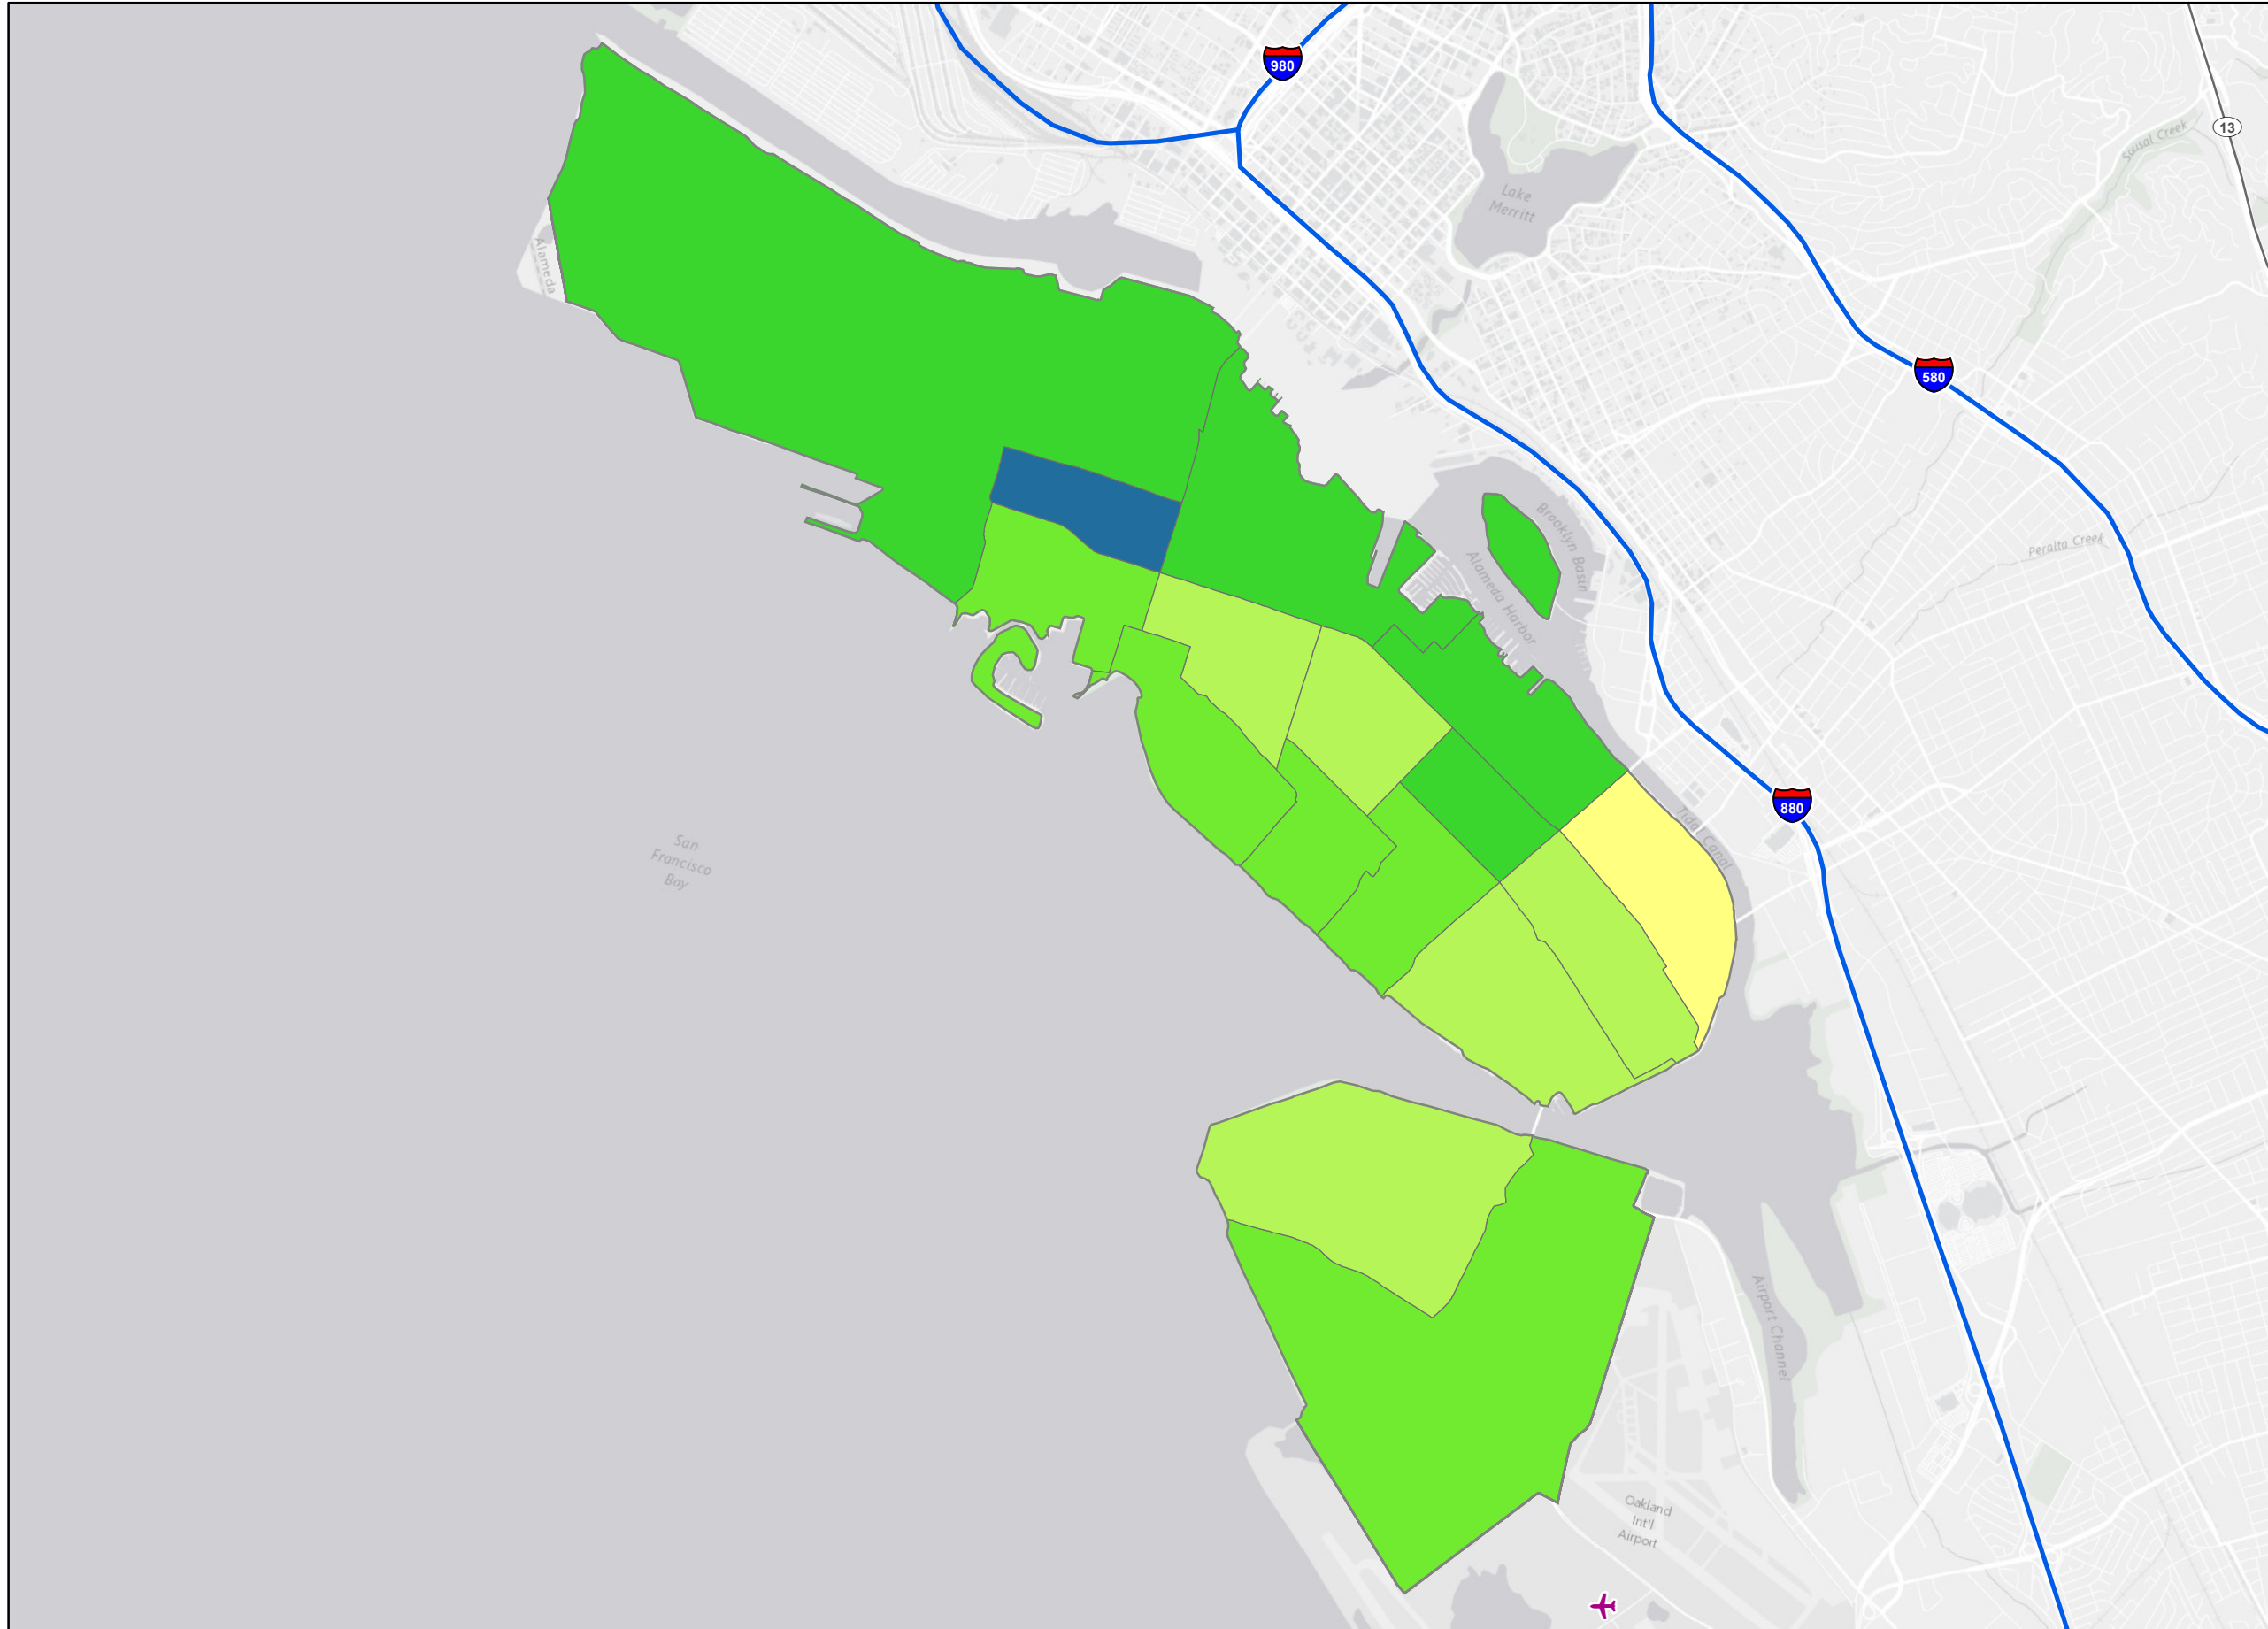 980
13
Sausal Creek
Lake
Merritt
Alameda
580
Brooklyn Basin
Peralta Creek
Alameda Harbor
880
Tidal Canal
San
Francisco
Bay
Airport Channel
Oakland
Int'l
Airport